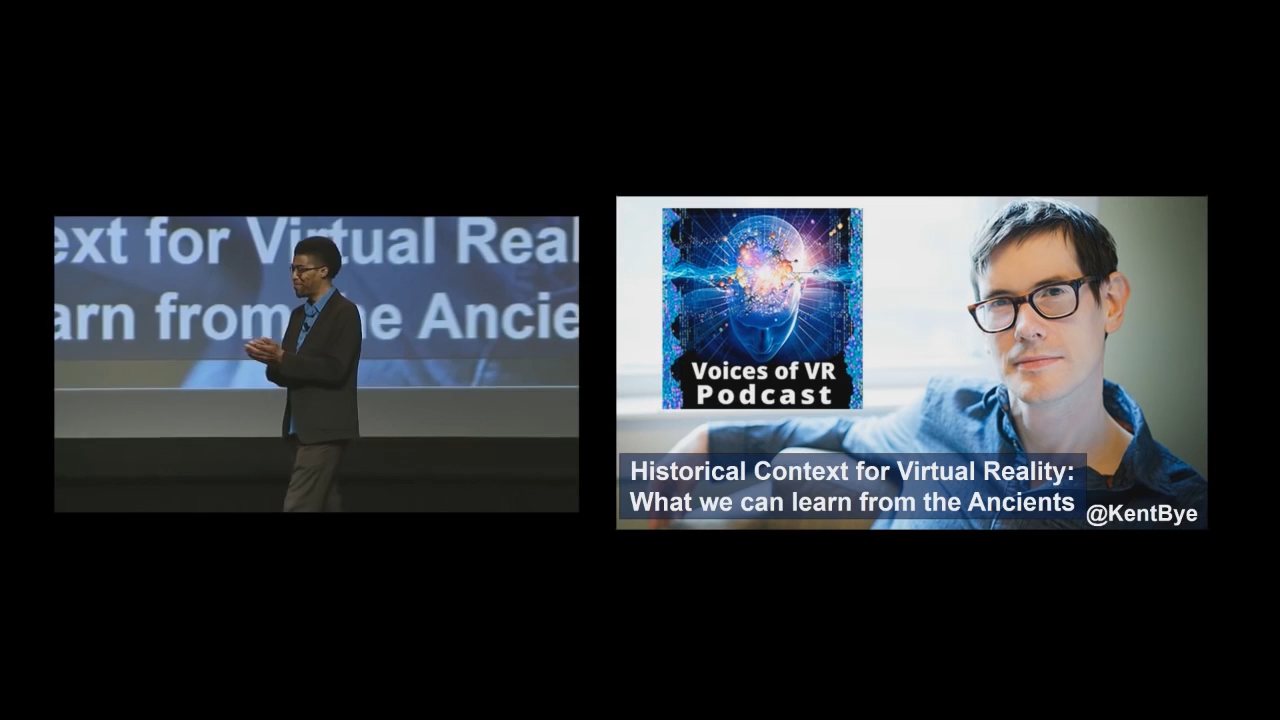 ext for Virtual Real
arn from the Ancie
Voices of VR
Podcast
Historical Context for Virtual Reality:
What we can learn from the Ancients
@KentBye